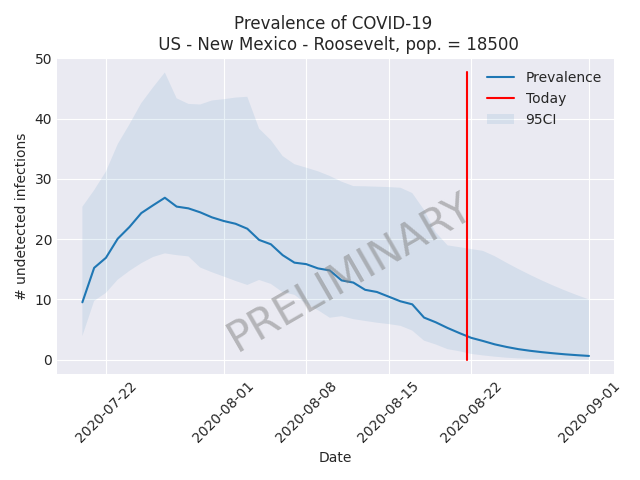 Prevalence of COVID-19
US - New Mexico - Roosevelt, pop. = 18500
Prevalence
Today
95CI
# undetected infections
50
40
30
20
10
0
PRELIMINARY
2020-07-22
2020-08-01
2020-08-08
2020-08-15
2020-08-22
2020-09-01
Date